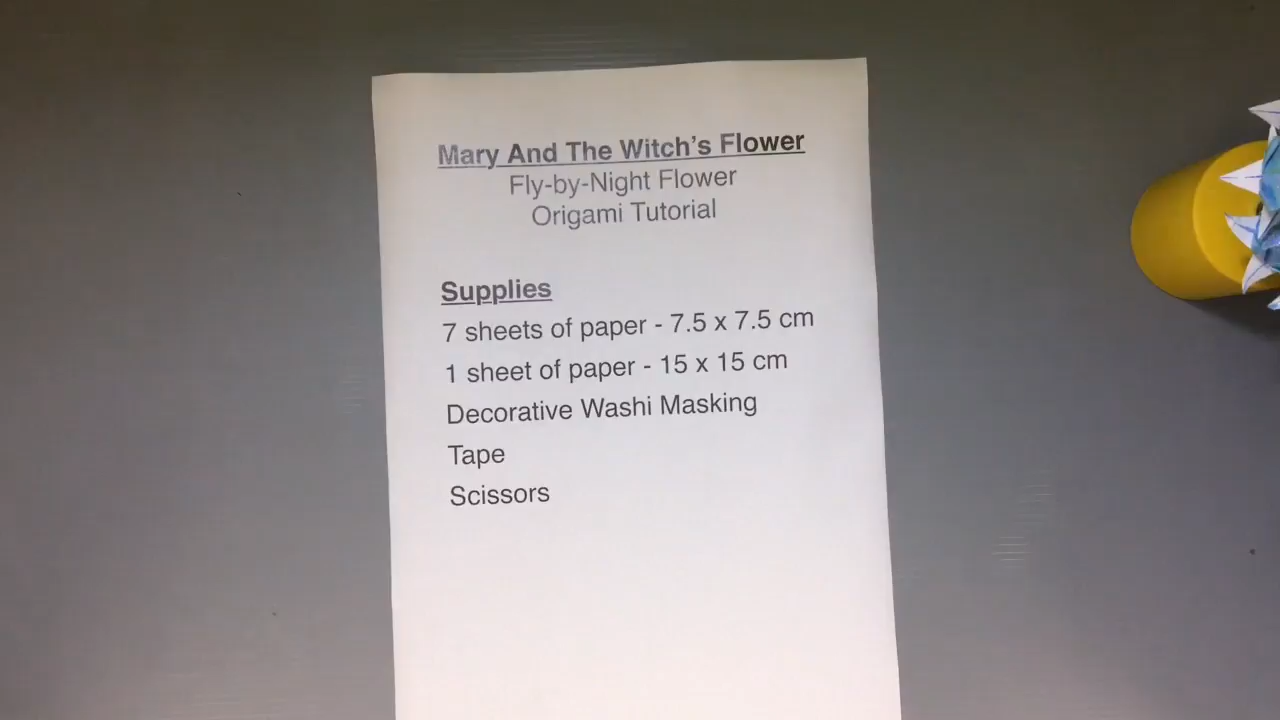 Mary And The Witch's Flower
Fly-by-Night Flower
Origami Tutorial
Supplies
7 sheets of paper - 7.5 x 7.5 cm
1 sheet of paper - 15 x 15 cm
Decorative Washi Masking
Tape
Scissors